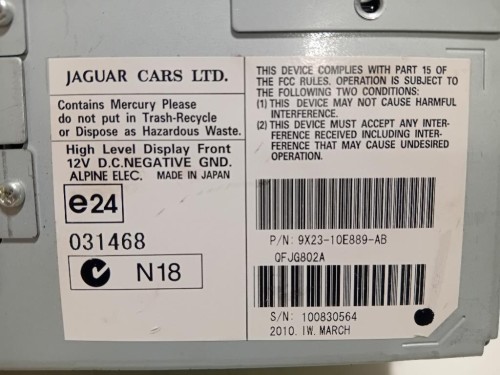 JAGUAR CARS LTD.
Contains Mercury Please
do not put in Trash-Recycle
or Dispose as Hazardous Waste.
High Level Display Front
12V D.C.NEGATIVE GND.
ALPINE ELEC. MADE IN JAPAN
e24
031468
N18
THIS DEVICE COMPLIES WITH PART 15 OF
THE FCC RULES. OPERATION IS SUBJECT TO
THE FOLLOWING TWO CONDITIONS:
(1) THIS DEVICE MAY NOT CAUSE HARMFUL
INTERFERENCE.
(2) THIS DEVICE MUST ACCEPT ANY INTER-
FERENCE RECEIVED INCLUDING INTER-
FERENCE THAT MAY CAUSE UNDESIRED
OPERATION.
P/N: 9X23-10E889-AB
QFJG802A
S/N: 100830564
2010. IW. MARCH